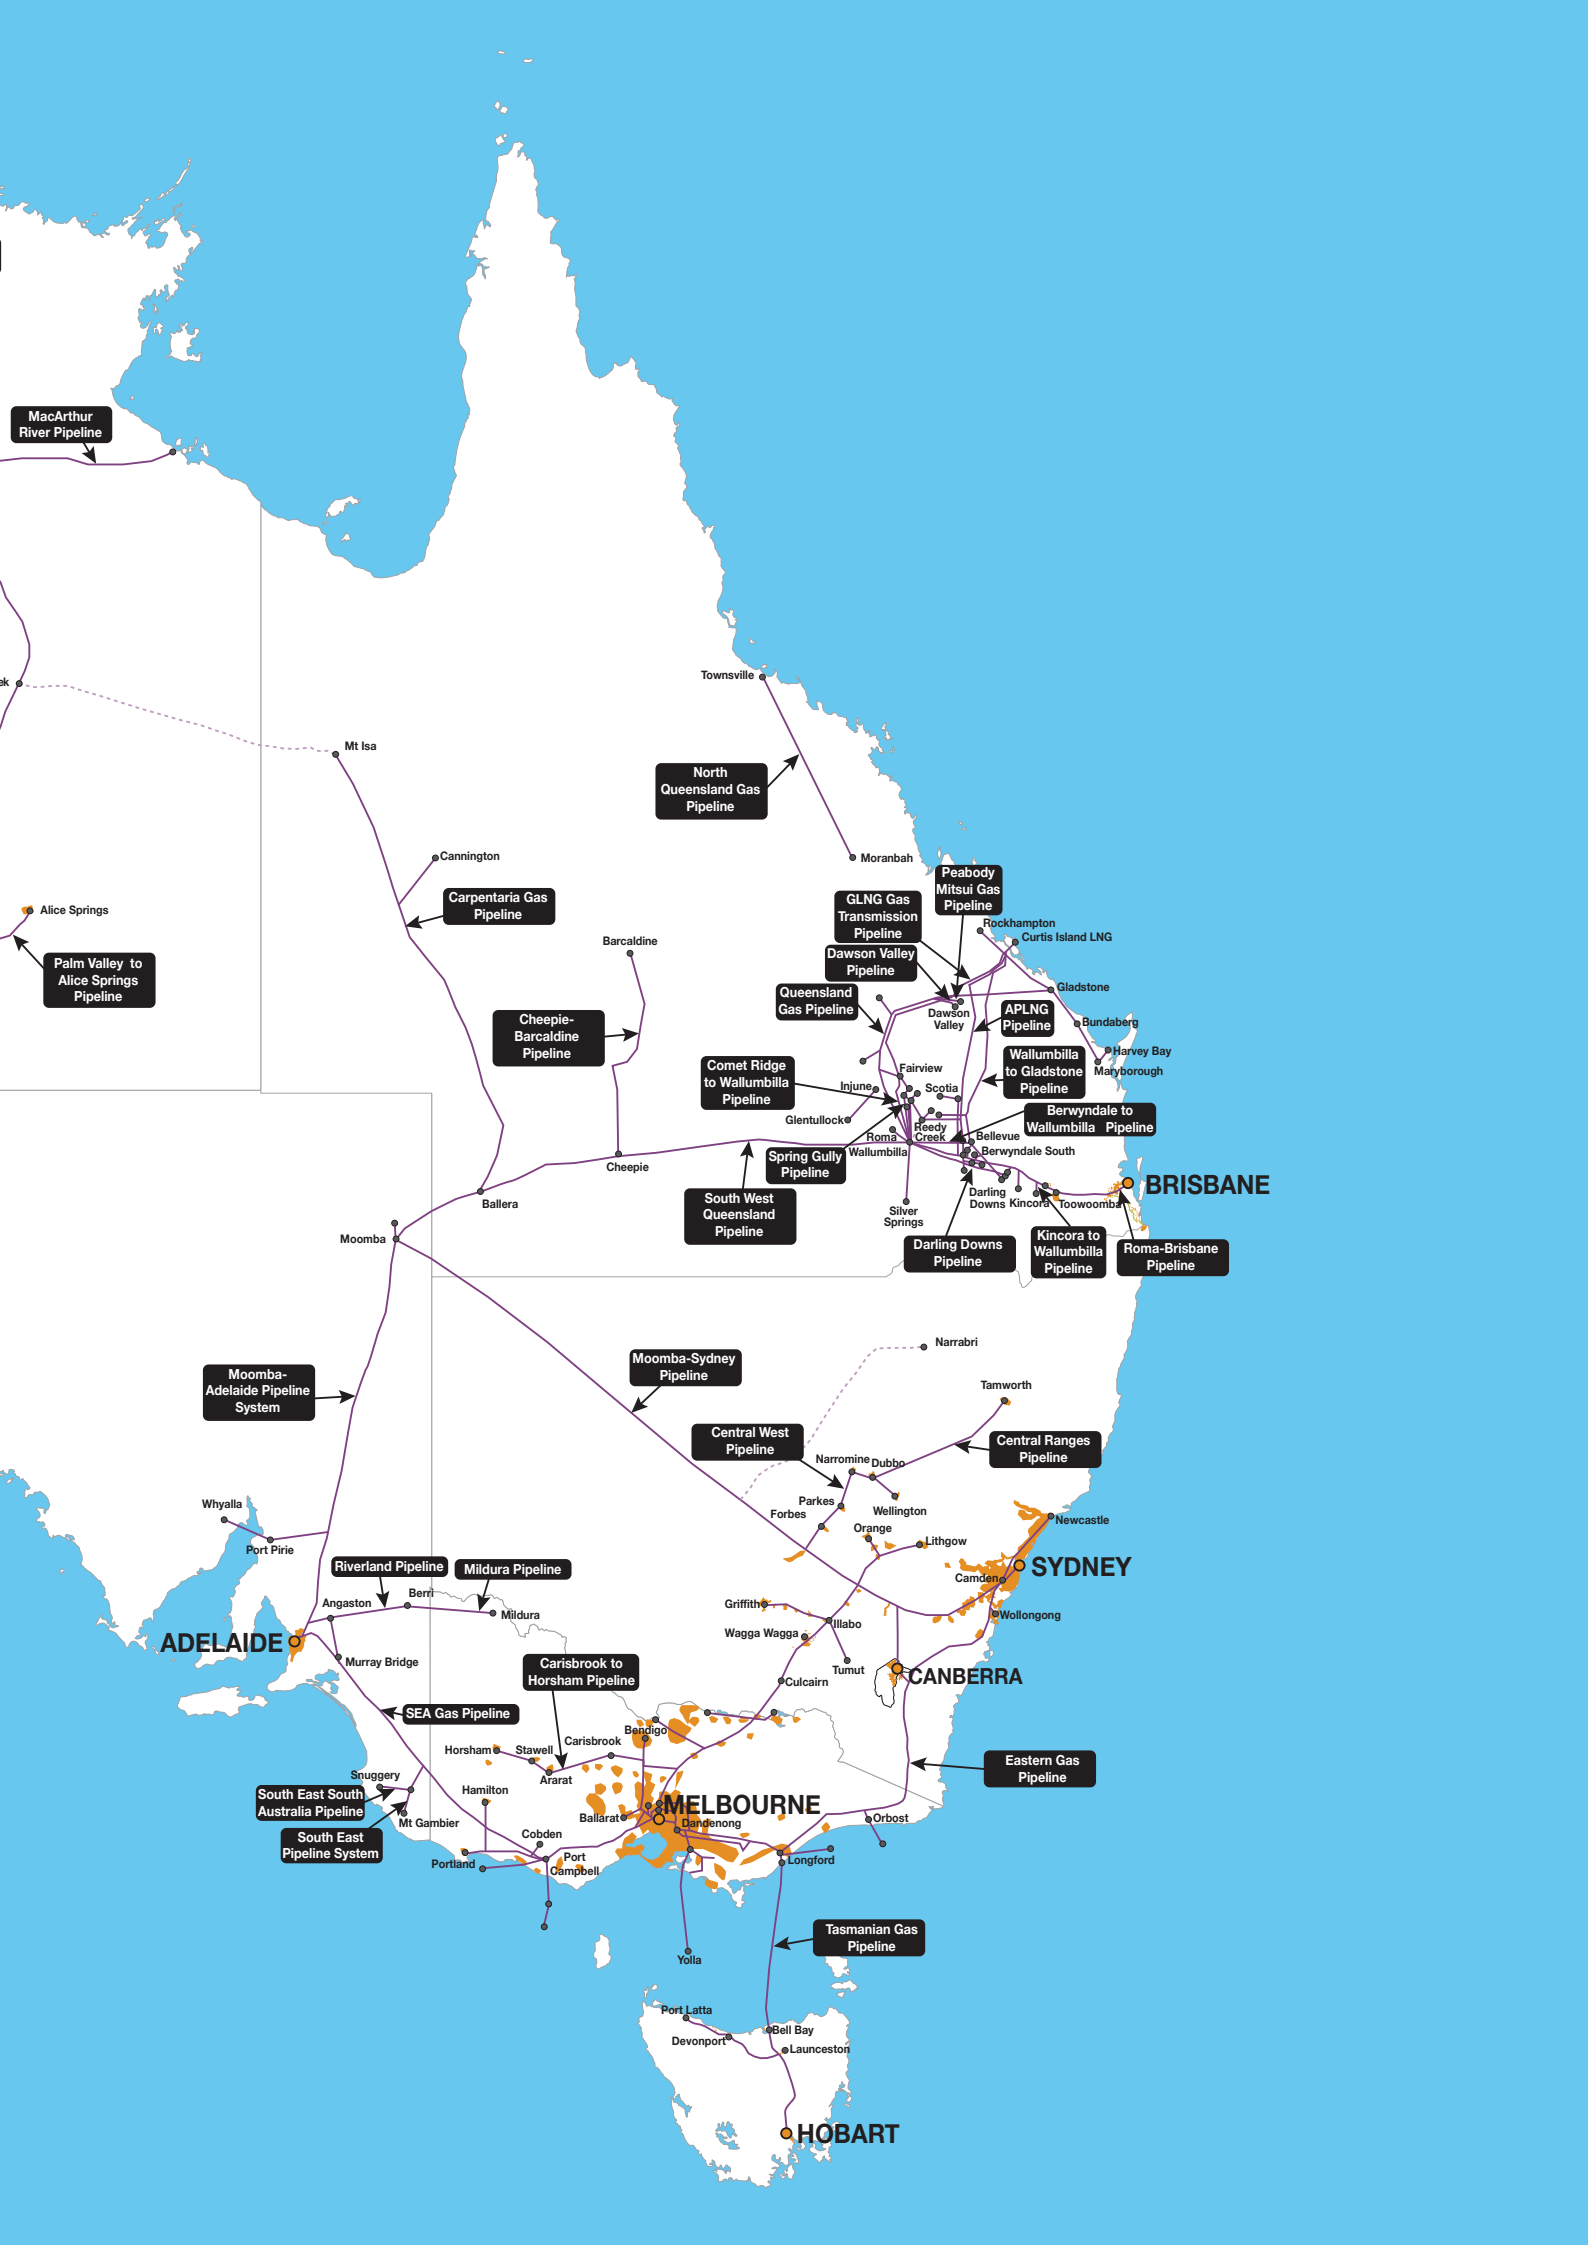 MacArthur
River Pipeline
ek
Townsville
Mt Isa
North
Queensland Gas
Pipeline
Cannington
Moranbah
Carpentaria Gas
Pipeline
Peabody
Mitsui Gas
Pipeline
GLNG Gas
Transmission
Pipeline
Alice Springs
Rockhampton
Curtis Island LNG
Barcaldine
Dawson Valley
Pipeline
Palm Valley to
Alice Springs
Pipeline
Gladstone
Queensland
Gas Pipeline
Dawson
Valley
APLNG
Pipeline
Bundaberg
Cheepie-
Barcaldine
Pipeline
Harvey Bay
Maryborough
Wallumbilla
to Gladstone
Pipeline
Comet Ridge
to Wallumbilla
Pipeline
Fairview
Injune
Scotia
Glentullock
Berwyndale to
Wallumbilla Pipeline
Reedy
Creek
Roma
Bellevue
Wallumbilla
Berwyndale South
Spring Gully
Pipeline
Cheepie
BRISBANE
Ballera
South West
Queensland
Pipeline
Darling
Downs
Kincora
Toowoomba
Silver
Springs
Moomba
Darling Downs
Pipeline
Kincora to
Wallumbilla
Pipeline
Roma-Brisbane
Pipeline
Narrabri
Moomba-Sydney
Pipeline
Moomba-
Adelaide Pipeline
System
Tamworth
Central West
Pipeline
Central Ranges
Pipeline
Narromine
Dubbo
Parkes
Wellington
Forbes
Whyalla
Newcastle
Orange
Lithgow
Port Pirie
SYDNEY
Riverland Pipeline
Mildura Pipeline
Camden
Berri
Angaston
Mildura
Griffith
Wollongong
Illabo
Wagga Wagga
ADELAIDE
Murray Bridge
Tumut
CANBERRA
Culcairn
Carisbrook to
Horsham Pipeline
SEA Gas Pipeline
Bendigo
Carisbrook
Horsham
Stawell
Ararat
Eastern Gas
Pipeline
Snuggery
Hamilton
South East South
Australia Pipeline
MELBOURNE
Mt Gambier
Ballarat
Dandenong
Orbost
South East
Pipeline System
Cobden
Portland
Port
Campbell
Longford
Tasmanian Gas
Pipeline
Yolla
Port Latta
Bell Bay
Devonport
Launceston
HOBART